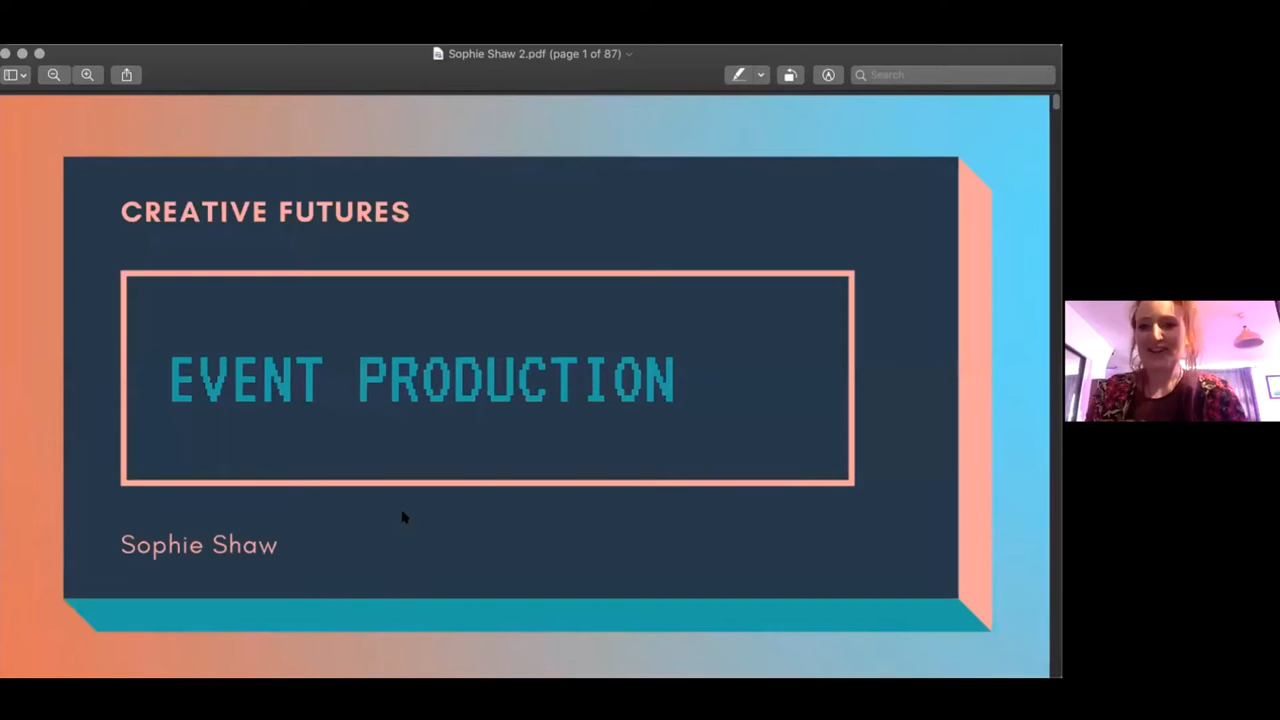 Sophie Shaw 2.pdf (page 1 of 87)
Search
CREATIVE FUTURES
EVENT PRODUCTION
Sophie Shaw